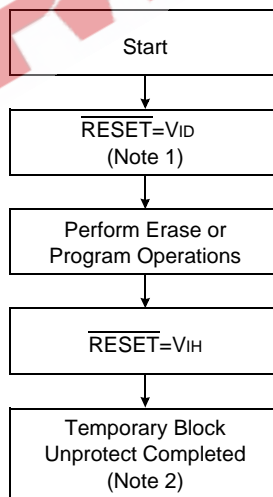 Start
RESET=VID
(Note 1)
Perform Erase or
Program Operations
RESET=VIH
Temporary Block
Unprotect Completed
(Note 2)